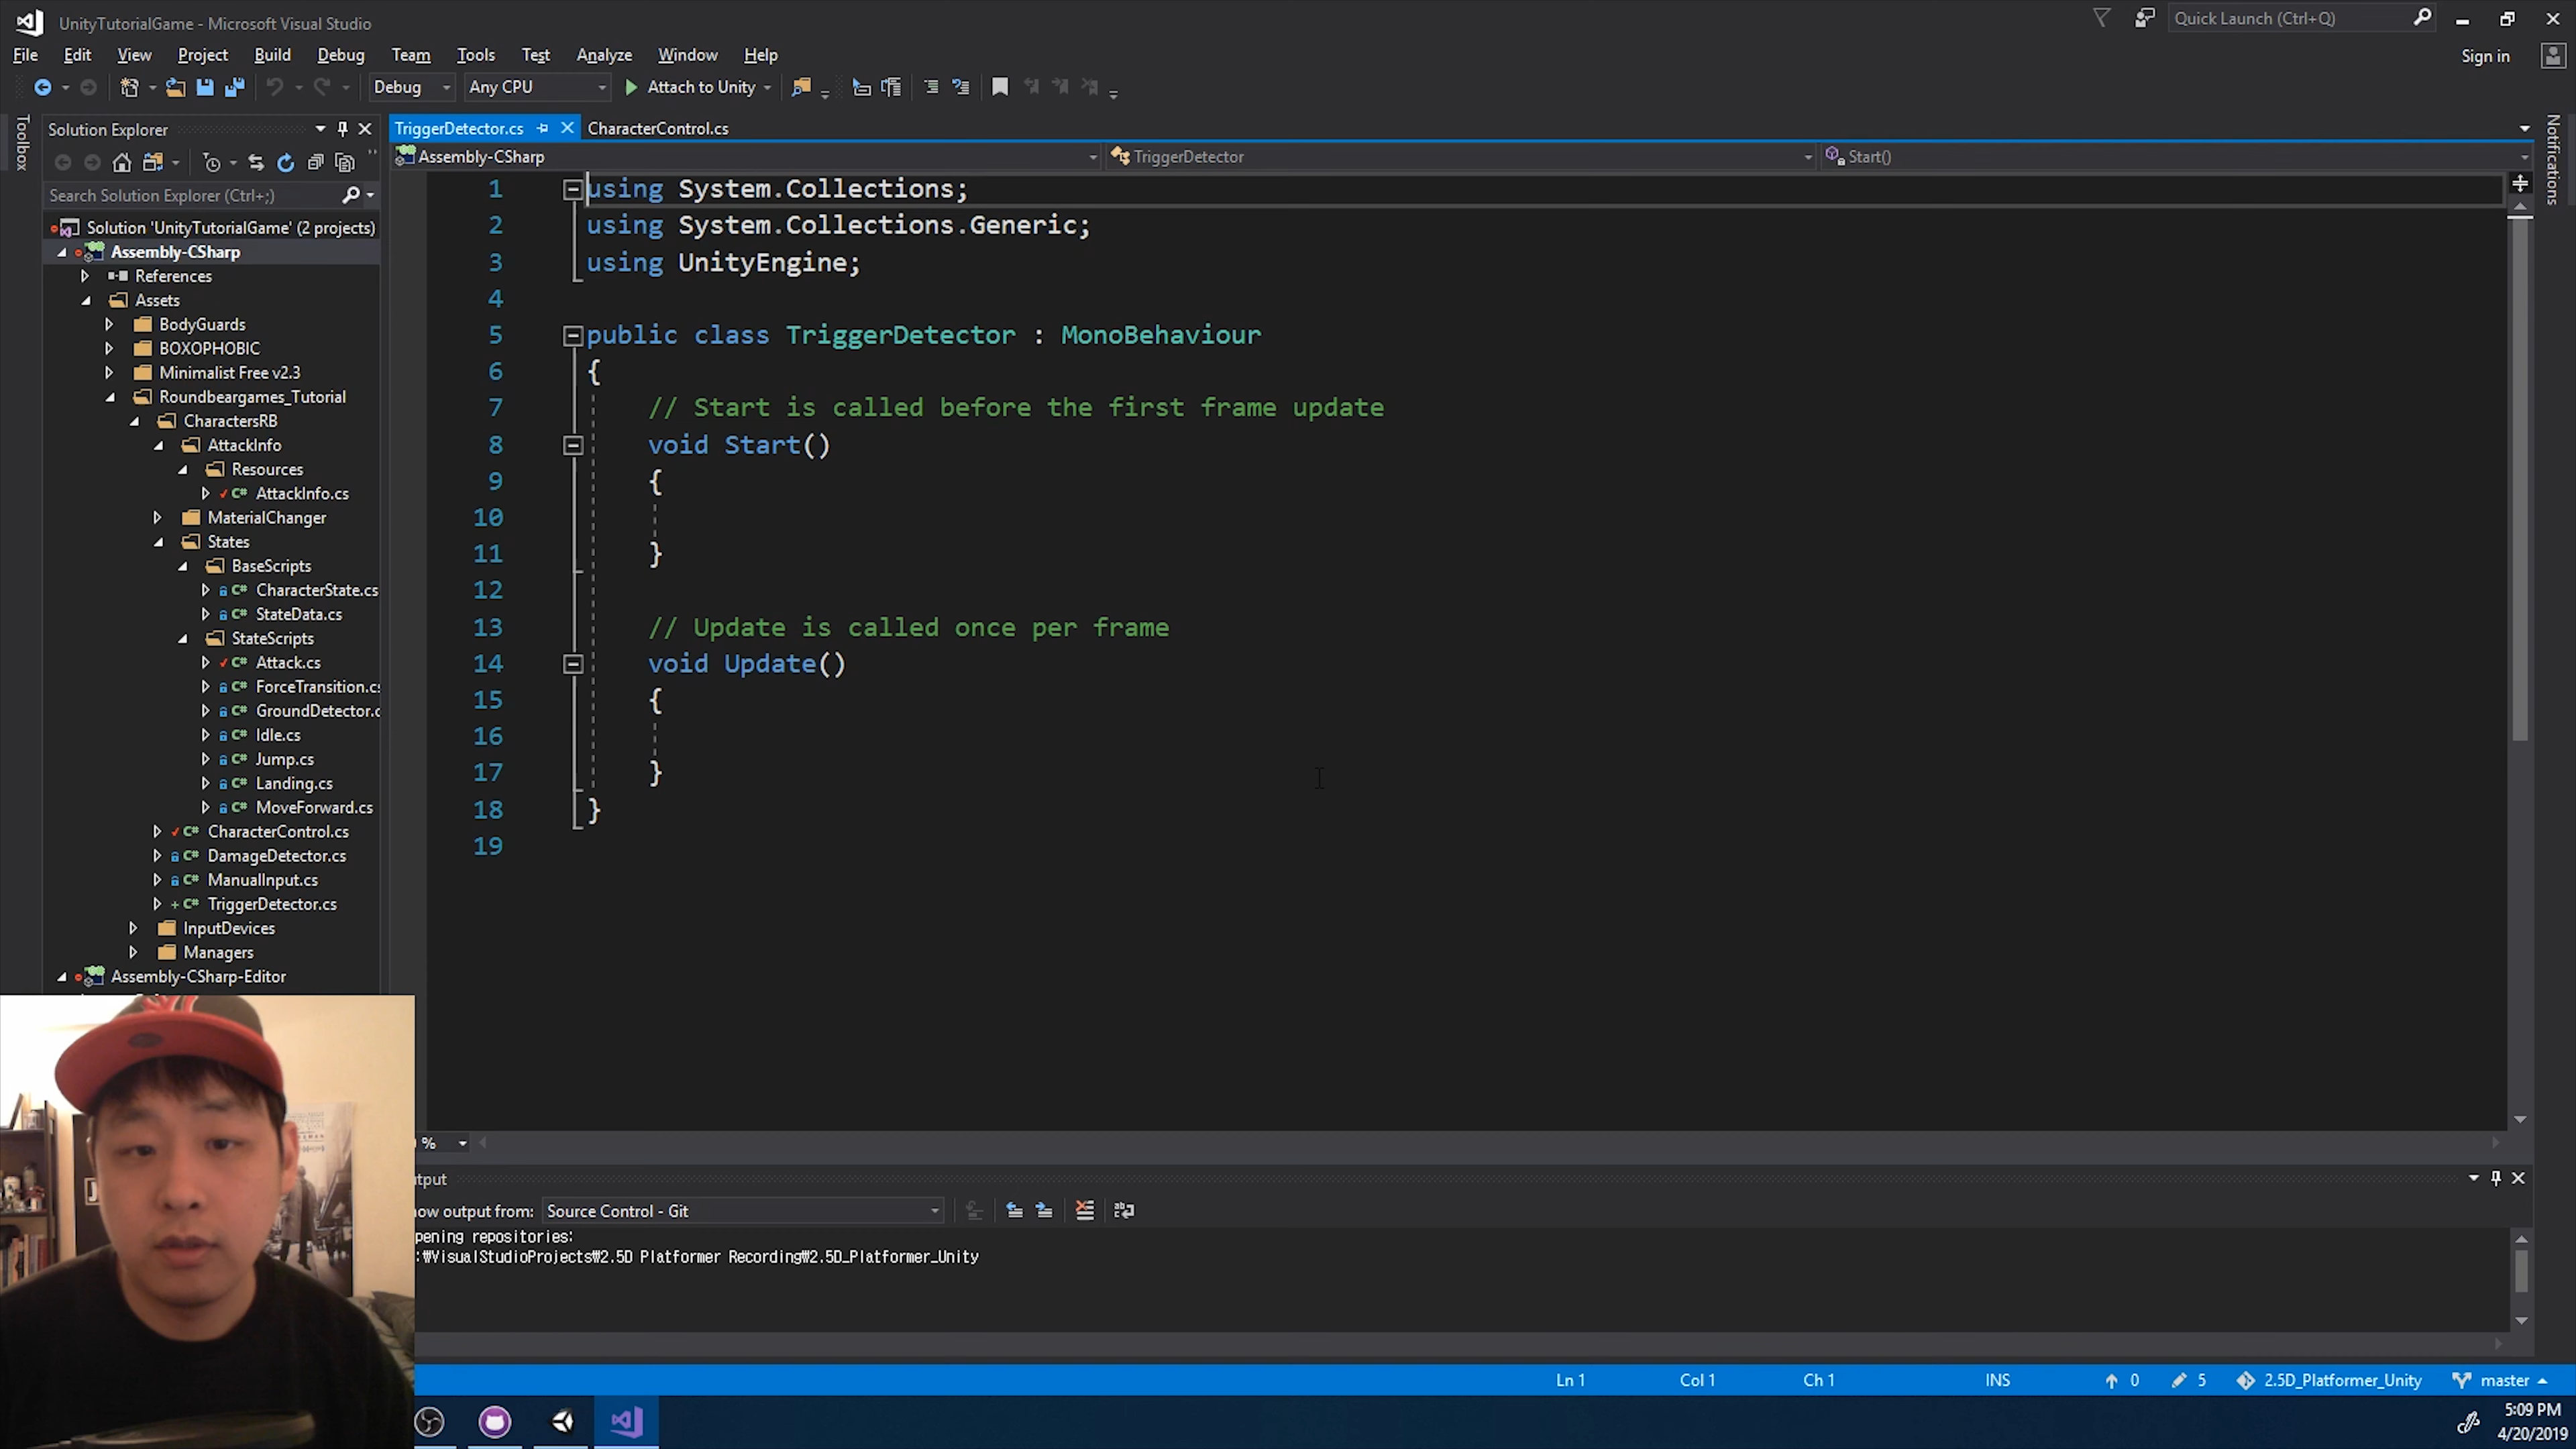 UnityTutorialGame - Microsoft Visual Studio
Quick Launch (Ctrl+Q)
File Edit View Project Build Debug Team Tools Test Analyze Window Help
Sign in
Debug Any CPU Attach to Unity
Toolbox
Solution Explorer
TriggerDetector.cs CharacterControl.cs
Notifications
Assembly-CSharp TriggerDetector Start()
Search Solution Explorer (Ctrl+;)
Solution 'UnityTutorialGame' (2 projects)
Assembly-CSharp
References
Assets
BodyGuards
BOXOPHOBIC
Minimalist Free v2.3
Roundbeargames_Tutorial
CharactersRB
AttackInfo
Resources
C# AttackInfo.cs
MaterialChanger
States
BaseScripts
C# CharacterState.cs
C# StateData.cs
StateScripts
C# Attack.cs
C# ForceTransition.cs
C# GroundDetector.c
C# Idle.cs
C# Jump.cs
C# Landing.cs
C# MoveForward.cs
C# CharacterControl.cs
C# DamageDetector.cs
C# ManualInput.cs
C# TriggerDetector.cs
InputDevices
Managers
Assembly-CSharp-Editor
1 using System.Collections;
2 using System.Collections.Generic;
3 using UnityEngine;
4
5 public class TriggerDetector : MonoBehaviour
6 {
7 // Start is called before the first frame update
8 void Start()
9 {
10
11 }
12
13 // Update is called once per frame
14 void Update()
15 {
16
17 }
18 }
19
%
utput
ow output from: Source Control - Git
pening repositories:
:₩VisualStudioProjects₩2.5D Platformer Recording₩2.5D_Platformer_Unity
Ln 1 Col 1 Ch 1 INS 0 5 2.5D_Platformer_Unity master
5:09 PM
4/20/2019